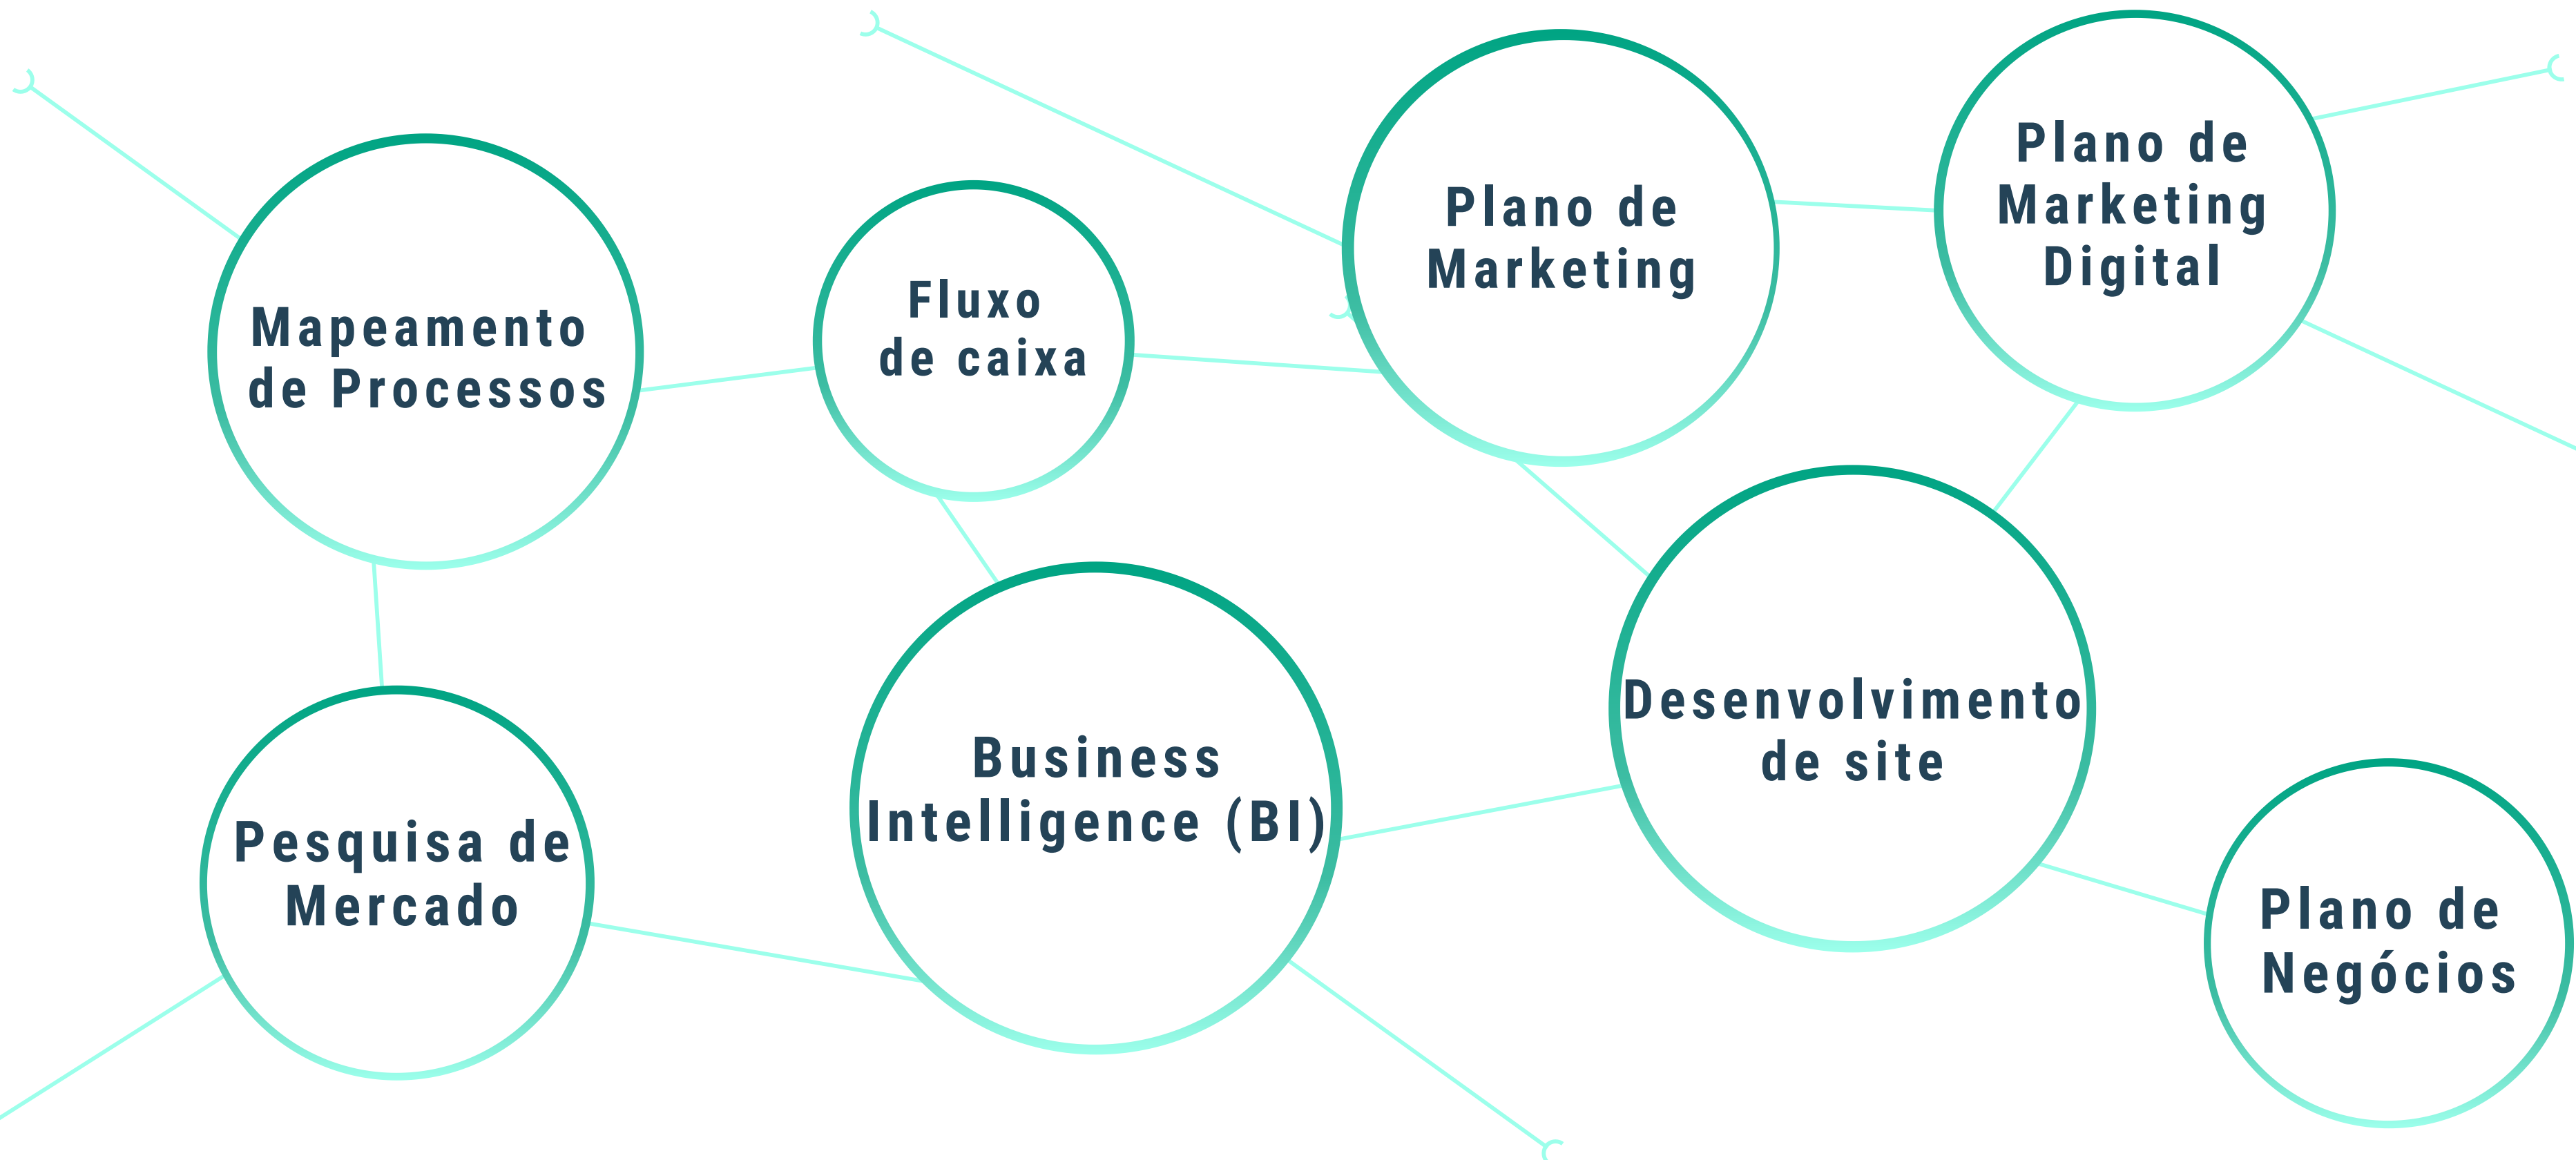 Mapeamento
de Processos
Fluxo
de caixa
Plano de
Marketing
Plano de
Marketing
Digital
Pesquisa de
Mercado
Business
Intelligence (BI)
Desenvolvimento
de site
Plano de
Negócios